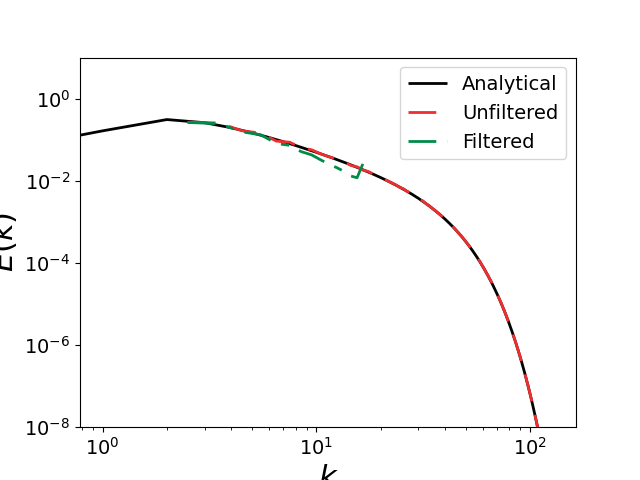 Analytical
Unfiltered
Filtered
10⁰
10⁻²
10⁻⁴
10⁻⁶
10⁻⁸
E(k)
10⁰ 10¹ 10²
k